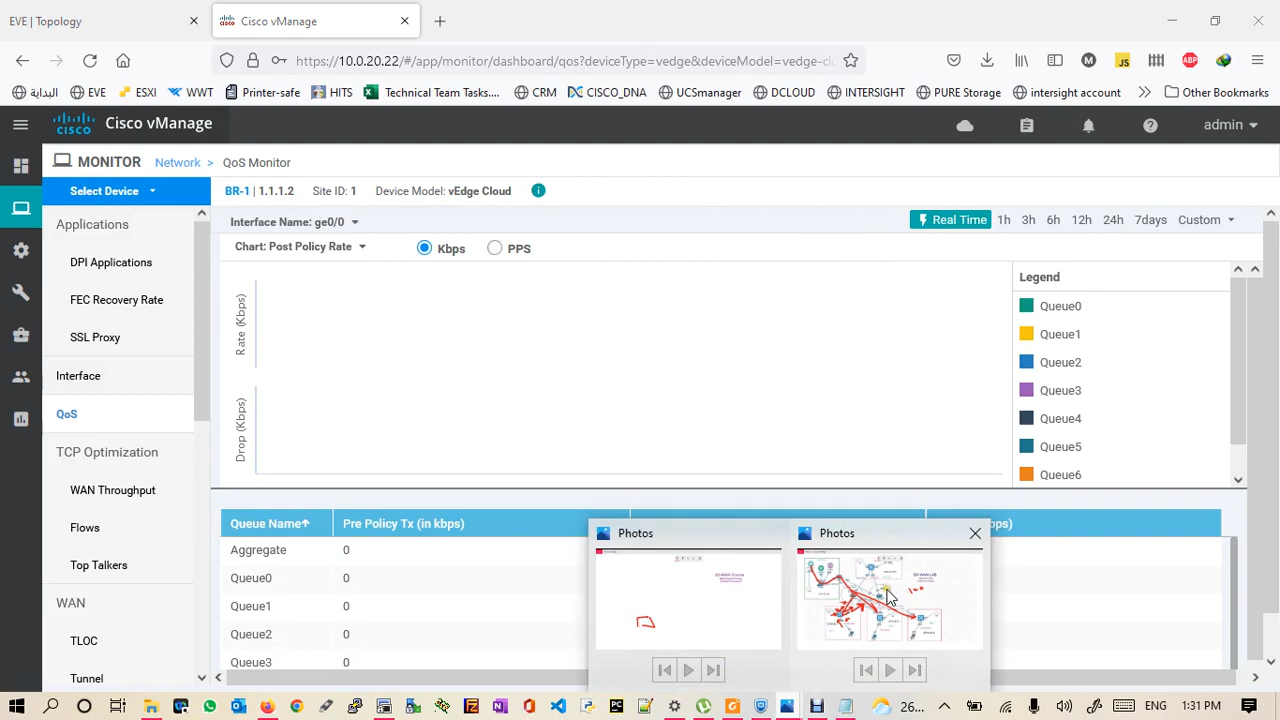 EVE | Topology
Cisco vManage
https://10.0.20.22/#/app/monitor/dashboard/qos?deviceType=vedge&deviceModel=vedge-cl
البداية
EVE
ESXI
WWT
Printer-safe
HITS
Technical Team Tasks....
CRM
CISCO_DNA
UCSmanager
DCLOUD
INTERSIGHT
PURE Storage
intersight account
Other Bookmarks
cisco
Cisco vManage
admin
MONITOR
Network > QoS Monitor
Select Device
BR-1 | 1.1.1.2 Site ID: 1 Device Model: vEdge Cloud
Applications
DPI Applications
FEC Recovery Rate
SSL Proxy
Interface
QoS
TCP Optimization
WAN Throughput
Flows
Top Talkers
WAN
TLOC
Tunnel
Interface Name: ge0/0
Real Time 1h 3h 6h 12h 24h 7days Custom
Chart: Post Policy Rate
Kbps
PPS
Rate (Kbps)
Drop (Kbps)
Legend
Queue0
Queue1
Queue2
Queue3
Queue4
Queue5
Queue6
Queue Name Pre Policy Tx (in kbps)
Aggregate 0
Queue0 0
Queue1 0
Queue2 0
Queue3 0
Photos
Photos
SD-WAN LAB
26...
ENG 1:31 PM